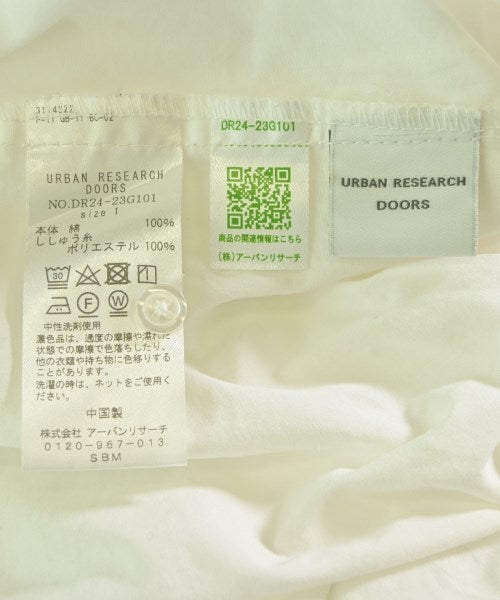 URBAN RESEARCH
DOORS
NO.DR24-23G101
size 1
本体 綿 100%
ししゅう糸
ポリエステル 100%
30
F
W
中性洗剤使用
濃色品は、過度の摩擦や濡れた
状態での摩擦で色落ちしたり、
他の衣類や持ち物に色移りする
ことがあります。
洗濯の時は、ネットをご使用下さい。
中国製
株式会社 アーバンリサーチ
0120-967-013
SBM
DR24-23G101
商品の関連情報はこちら
(株)アーバンリサーチ
URBAN RESEARCH
DOORS